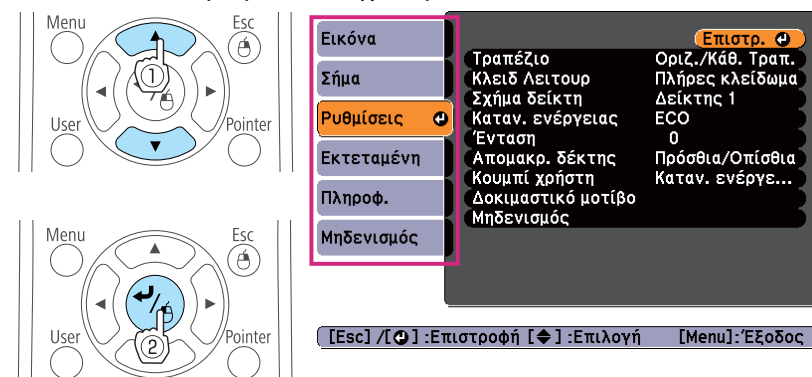 Menu
Esc
①
User
Pointer
Menu
Esc
User
②
Pointer
Εικόνα
Σήμα
Ρυθμίσεις
Εκτεταμένη
Πληροφ.
Μηδενισμός
Επιστρ.
Τραπέζιο Οριζ./Κάθ. Τραπ.
Κλειδ Λειτουρ Πλήρες κλείδωμα
Σχήμα δείκτη Δείκτης 1
Καταν. ενέργειας ECO
Ένταση 0
Απομακρ. δέκτης Πρόσθια/Οπίσθια
Κουμπί χρήστη Καταν. ενέργε...
Δοκιμαστικό μοτίβο
Μηδενισμός
[Esc] /[⏎] :Επιστροφή [◆] :Επιλογή [Menu]:Έξοδος